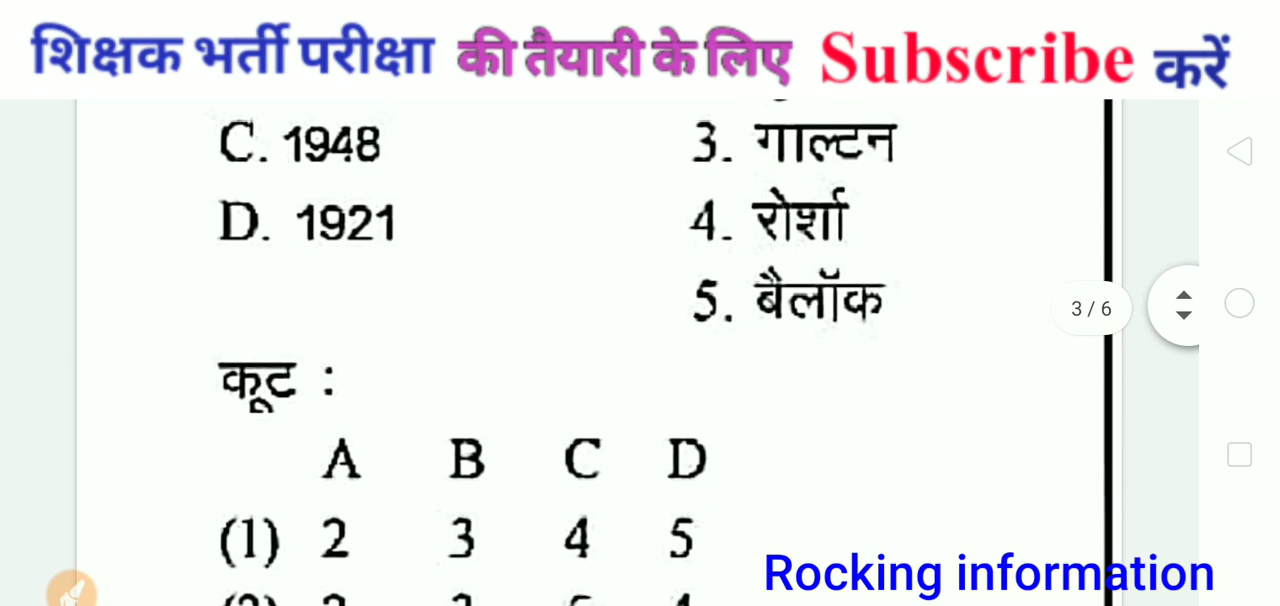 शिक्षक भर्ती परीक्षा की तैयारी के लिए Subscribe करें
C. 1948 3. गाल्टन
D. 1921 4. रोर्शा
5. बैलॉक
3 / 6
कूट :
A B C D
(1) 2 3 4 5
Rocking information